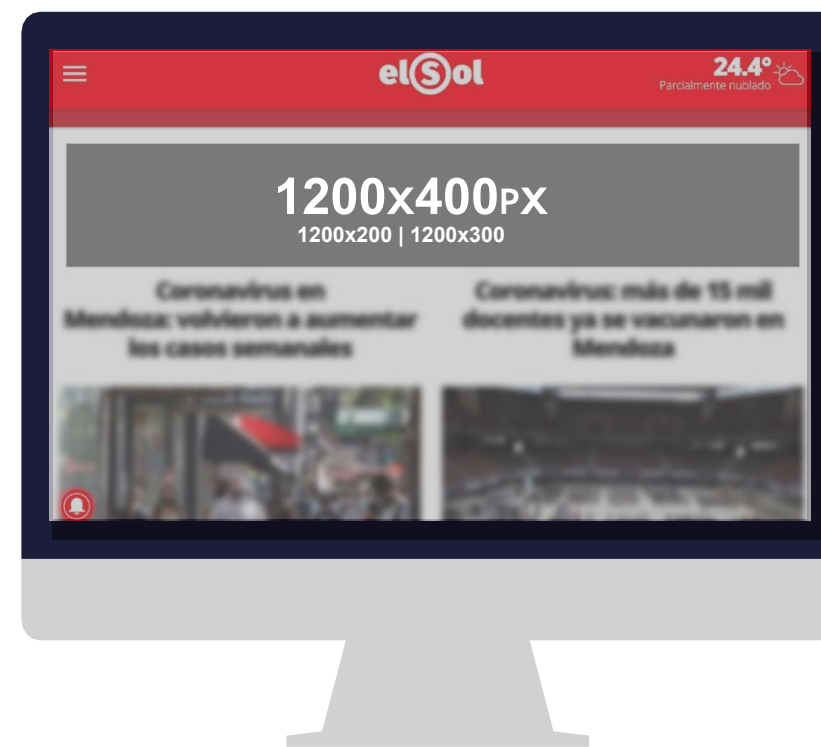 elSol
24.4°
Parcialmente nublado
1200x400PX
1200x200 | 1200x300
Coronavirus en
Mendoza: volvieron a aumentar
los casos semanales
Coronavirus: más de 15 mil
docentes ya se vacunaron en
Mendoza